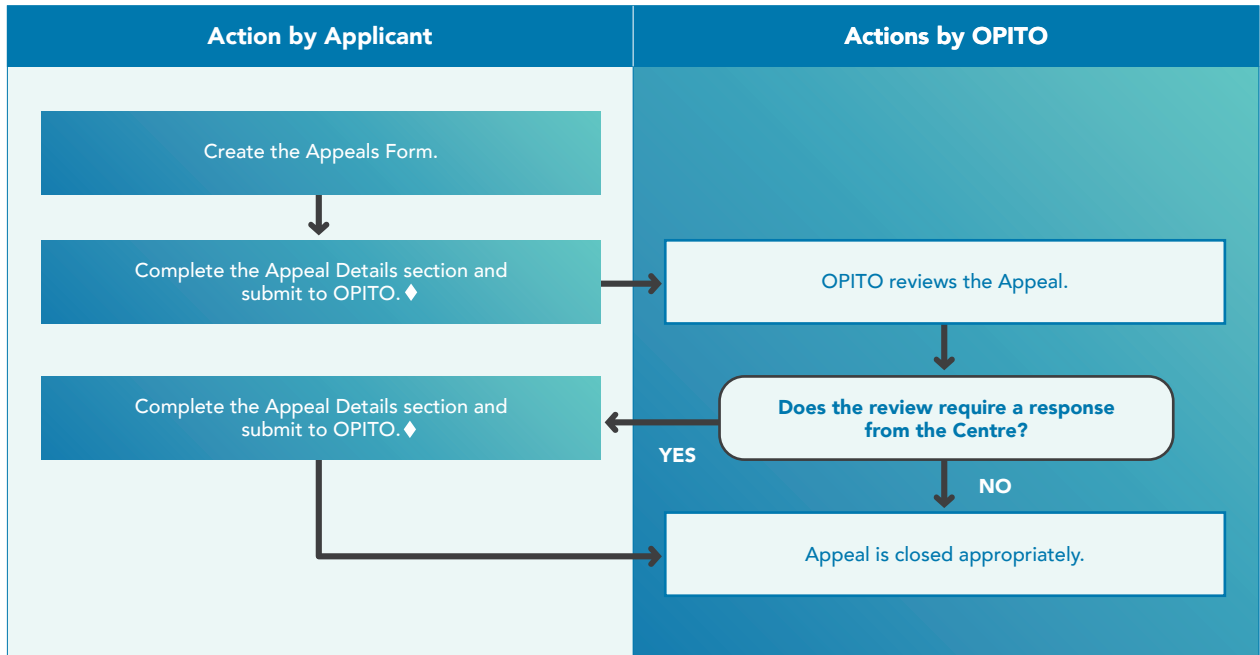 Action by Applicant
Actions by OPITO
Create the Appeals Form.
Complete the Appeal Details section and
submit to OPITO. ♦
OPITO reviews the Appeal.
Complete the Appeal Details section and
submit to OPITO. ♦
Does the review require a response
from the Centre?
YES
NO
Appeal is closed appropriately.